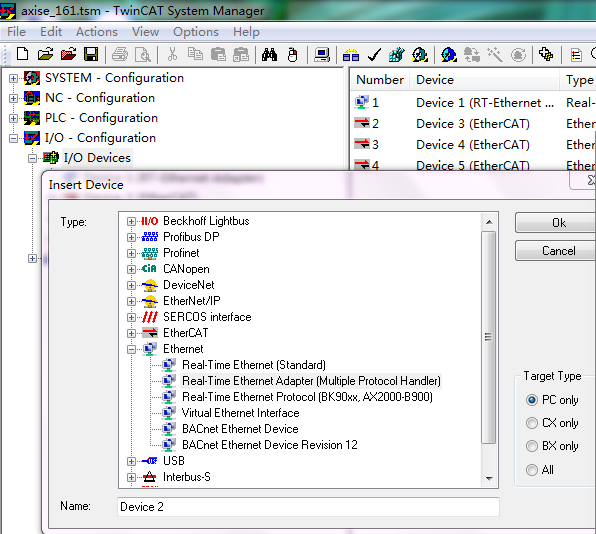 axise_161.tsm - TwinCAT System Manager
File Edit Actions View Options Help
SYSTEM - Configuration
NC - Configuration
PLC - Configuration
I/O - Configuration
I/O Devices
Number Device Type
1 Device 1 (RT-Ethernet ... Real-
2 Device 3 (EtherCAT) Ether
3 Device 4 (EtherCAT) Ether
4 Device 5 (EtherCAT) Ether
Insert Device
Type:
II/O Beckhoff Lightbus
Profibus DP
Profinet
CiA CANopen
DeviceNet
EtherNet/IP
SERCOS interface
EtherCAT
Ethernet
Real-Time Ethernet (Standard)
Real-Time Ethernet Adapter (Multiple Protocol Handler)
Real-Time Ethernet Protocol (BK90xx, AX2000-B900)
Virtual Ethernet Interface
BACnet Ethernet Device
BACnet Ethernet Device Revision 12
USB
Interbus-S
Ok
Cancel
Target Type
PC only
CX only
BX only
All
Name: Device 2